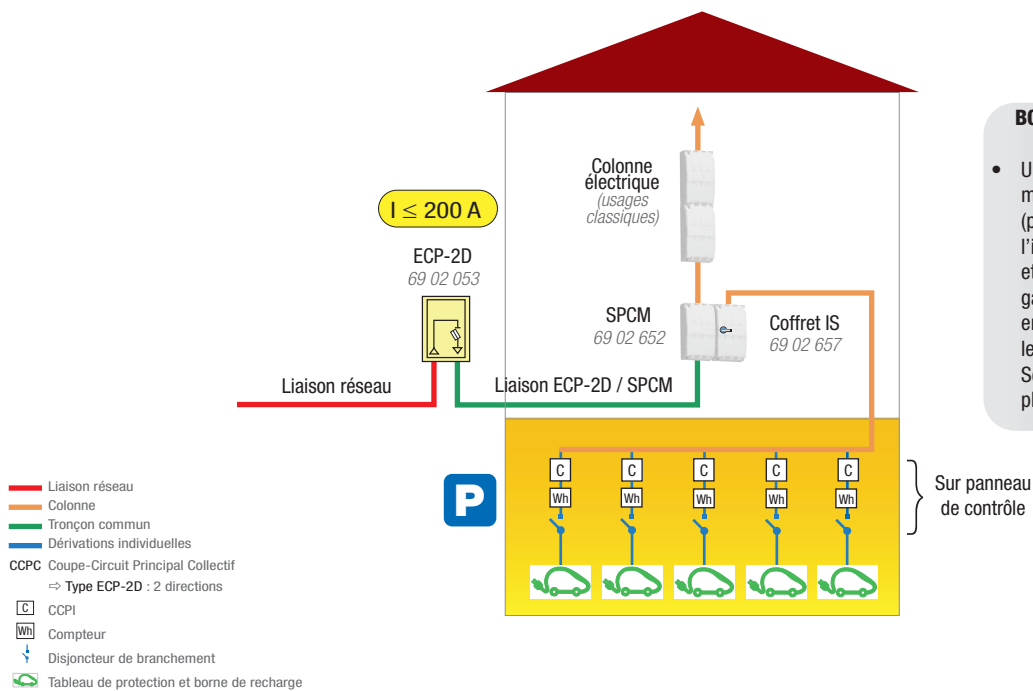 Colonne
électrique
(usages
classiques)
I ≤ 200 A
ECP-2D
69 02 053
SPCM
69 02 652
Coffret IS
69 02 657
Liaison réseau
Liaison ECP-2D / SPCM
P
C C C C C
Wh Wh Wh Wh Wh
Sur panneau
de contrôle
Liaison réseau
Colonne
Tronçon commun
Dérivations individuelles
CCPC Coupe-Circuit Principal Collectif
⇨ Type ECP-2D : 2 directions
C CCPI
Wh Compteur
Disjoncteur de branchement
Tableau de protection et borne de recharge